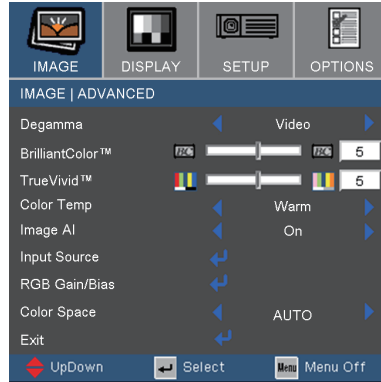 IMAGE DISPLAY SETUP OPTIONS
IMAGE | ADVANCED
Degamma Video
BrilliantColor™ 5
TrueVivid™ 5
Color Temp Warm
Image AI On
Input Source
RGB Gain/Bias
Color Space AUTO
Exit
UpDown Select Menu Menu Off